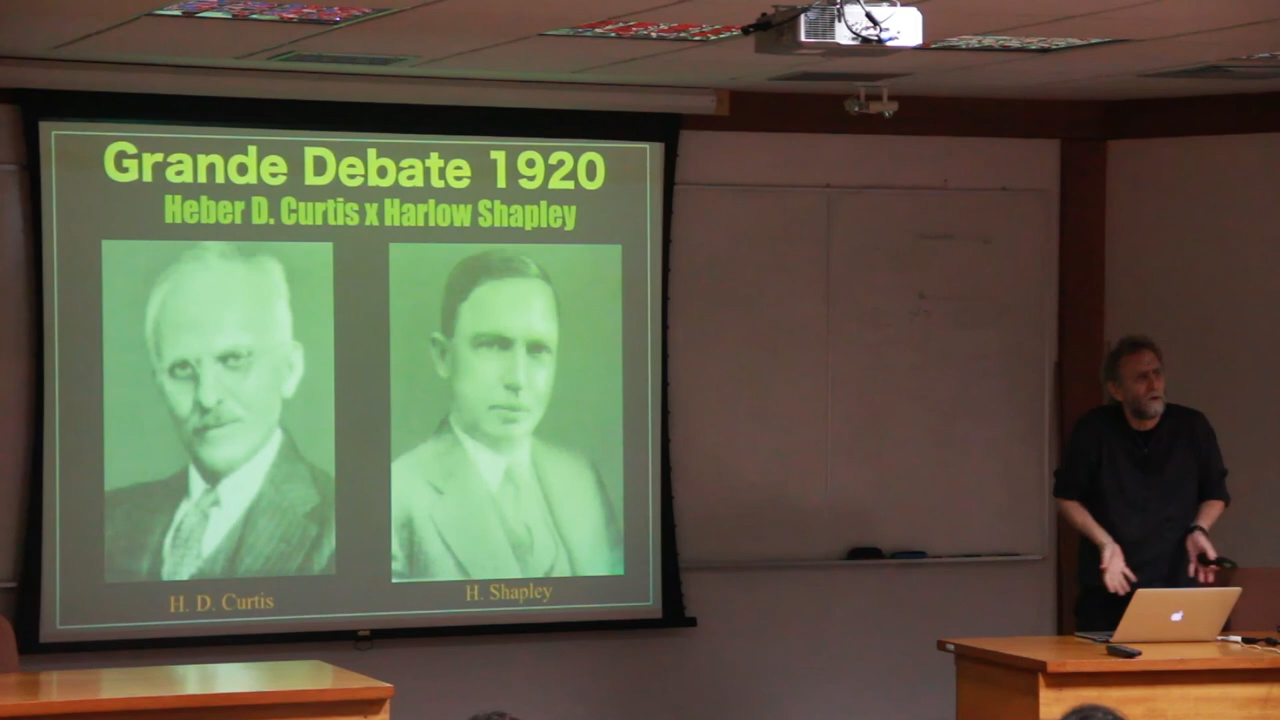 Grande Debate 1920
Heber D. Curtis x Harlow Shapley
H. D. Curtis
H. Shapley